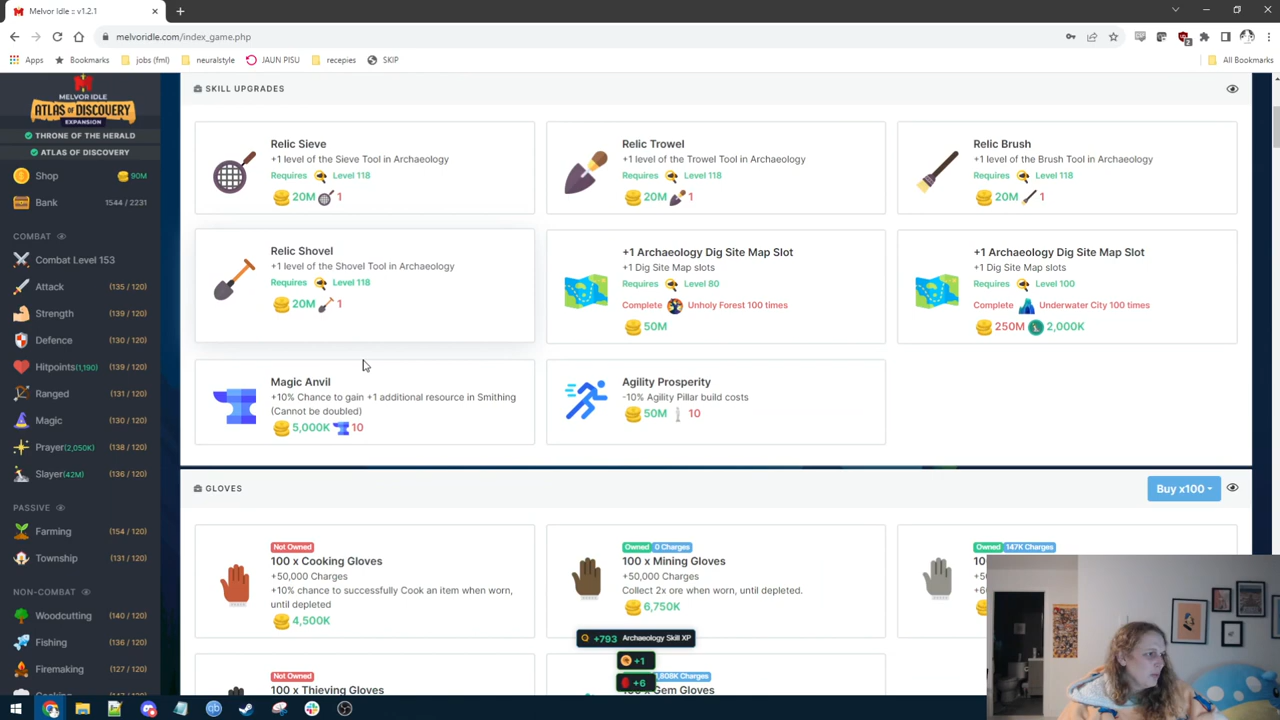 Melvor Idle :: v1.2.1
melvoridle.com/index_game.php
2
Apps
Bookmarks
jobs (fml)
neuralstyle
JAUN PISU
recepies
SKIP
All Bookmarks
MELVOR IDLE
ATLAS OF DISCOVERY
EXPANSION
THRONE OF THE HERALD
ATLAS OF DISCOVERY
Shop 90M
Bank 1544 / 2231
COMBAT
Combat Level 153
Attack (135 / 120)
Strength (139 / 120)
Defence (130 / 120)
Hitpoints(1,190) (139 / 120)
Ranged (131 / 120)
Magic (130 / 120)
Prayer(2,050K) (138 / 120)
Slayer(42M) (136 / 120)
PASSIVE
Farming (154 / 120)
Township (131 / 120)
NON-COMBAT
Woodcutting (140 / 120)
Fishing (136 / 120)
Firemaking (127 / 120)
SKILL UPGRADES
Relic Sieve
+1 level of the Sieve Tool in Archaeology
Requires Level 118
20M 1
Relic Trowel
+1 level of the Trowel Tool in Archaeology
Requires Level 118
20M 1
Relic Brush
+1 level of the Brush Tool in Archaeology
Requires Level 118
20M 1
Relic Shovel
+1 level of the Shovel Tool in Archaeology
Requires Level 118
20M 1
+1 Archaeology Dig Site Map Slot
+1 Dig Site Map slots
Requires Level 80
Complete Unholy Forest 100 times
50M
+1 Archaeology Dig Site Map Slot
+1 Dig Site Map slots
Requires Level 100
Complete Underwater City 100 times
250M 2,000K
Magic Anvil
+10% Chance to gain +1 additional resource in Smithing
(Cannot be doubled)
5,000K 10
Agility Prosperity
-10% Agility Pillar build costs
50M 10
GLOVES
Buy x100
Not Owned
100 x Cooking Gloves
+50,000 Charges
+10% chance to successfully Cook an item when worn,
until depleted
4,500K
Owned 0 Charges
100 x Mining Gloves
+50,000 Charges
Collect 2x ore when worn, until depleted.
6,750K
Owned 147K Charges
Not Owned
100 x Thieving Gloves
Gem Gloves
+793 Archaeology Skill XP
+1
+6